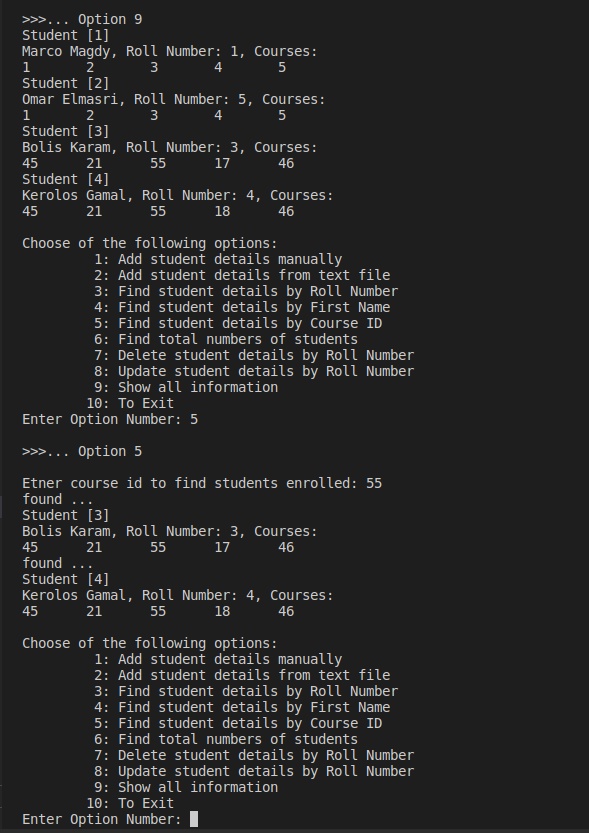 >>>... Option 9
Student [1]
Marco Magdy, Roll Number: 1, Courses:
1       2       3       4       5
Student [2]
Omar Elmasri, Roll Number: 5, Courses:
1       2       3       4       5
Student [3]
Bolis Karam, Roll Number: 3, Courses:
45      21      55      17      46
Student [4]
Kerolos Gamal, Roll Number: 4, Courses:
45      21      55      18      46

Choose of the following options:
         1: Add student details manually
         2: Add student details from text file
         3: Find student details by Roll Number
         4: Find student details by First Name
         5: Find student details by Course ID
         6: Find total numbers of students
         7: Delete student details by Roll Number
         8: Update student details by Roll Number
         9: Show all information
        10: To Exit
Enter Option Number: 5

>>>... Option 5

Etner course id to find students enrolled: 55
found ...
Student [3]
Bolis Karam, Roll Number: 3, Courses:
45      21      55      17      46
found ...
Student [4]
Kerolos Gamal, Roll Number: 4, Courses:
45      21      55      18      46

Choose of the following options:
         1: Add student details manually
         2: Add student details from text file
         3: Find student details by Roll Number
         4: Find student details by First Name
         5: Find student details by Course ID
         6: Find total numbers of students
         7: Delete student details by Roll Number
         8: Update student details by Roll Number
         9: Show all information
        10: To Exit
Enter Option Number: